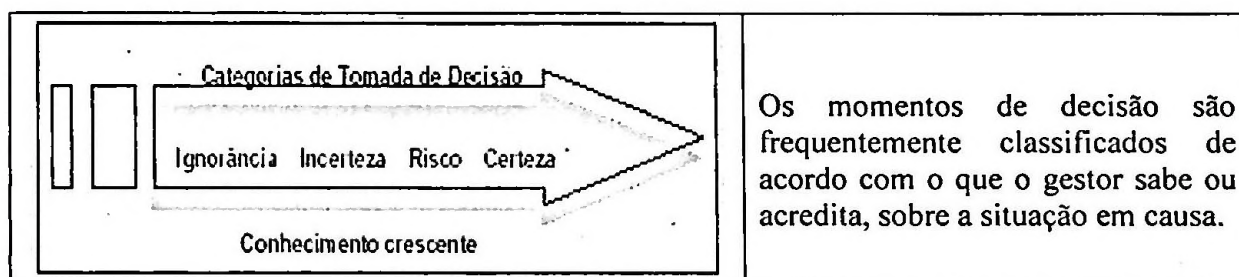 Categorias de Tomada de Decisão
Ignorância Incerteza Risco Certeza
Conhecimento crescente
Os momentos de decisão são
frequentemente classificados de
acordo com o que o gestor sabe ou
acredita, sobre a situação em causa.